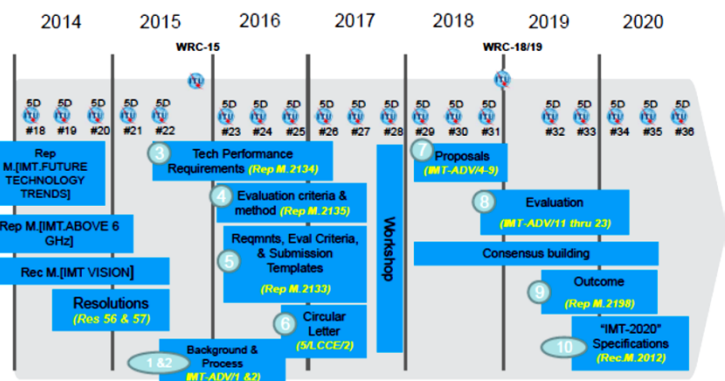 2014 2015 2016 2017 2018 2019 2020
WRC-15 WRC-18/19
5D 5D 5D 5D 5D 5D 5D 5D 5D 5D 5D 5D 5D 5D 5D 5D 5D 5D 5D
#18 #19 #20 #21 #22 #23 #24 #25 #26 #27 #28 #29 #30 #31 #32 #33 #34 #35 #36
Rep
M.[IMT.FUTURE
TECHNOLOGY
TRENDS]
Rep M.[IMT.ABOVE 6
GHz]
Rec M.[IMT VISION]
Resolutions
(Res 56 & 57)
1 &2
Background &
Process
IMT-ADV/1 &2)
3
Tech Performance
Requirements (Rep M.2134)
4
Evaluation criteria &
method (Rep M.2135)
5
Reqmnts, Eval Criteria,
& Submission
Templates
(Rep M.2133)
6
Circular
Letter
(5/LCCE/2)
Workshop
7
Proposals
(IMT-ADV/4-9)
8
Evaluation
(IMT-ADV/11 thru 23)
Consensus building
9
Outcome
(Rep M.2198)
10
"IMT-2020"
Specifications
(Rec.M.2012)